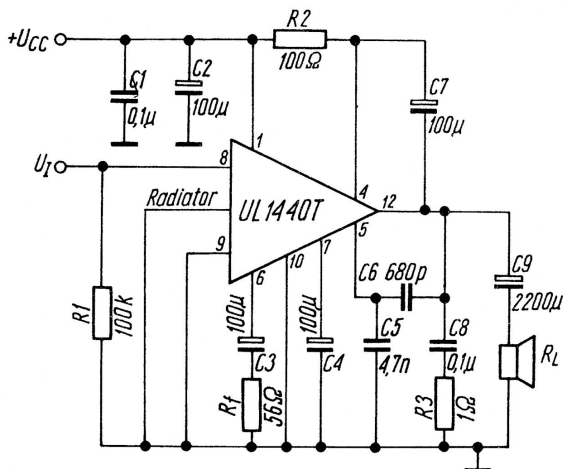 +UCC
R2
100Ω
C1
0,1μ
C2
100μ
C7
100μ
1
UI
8
4
Radiator
UL1440T
12
9
5
6
10
7
C6 680p
C9
2200μ
R1
100k
100μ
C3
100μ
C4
C5
4,7n
C8
0,1μ
RL
Rf
56Ω
R3
1Ω